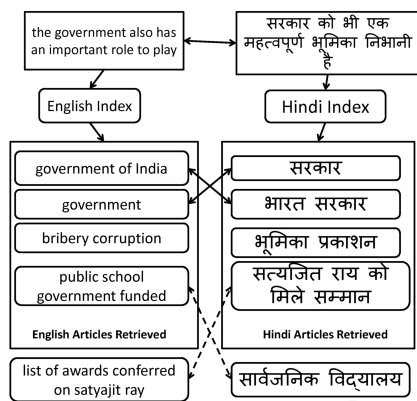 the government also has
an important role to play
सरकार को भी एक
महत्वपूर्ण भूमिका निभानी
है
English Index
Hindi Index
government of India
government
bribery corruption
public school
government funded
English Articles Retrieved
सरकार
भारत सरकार
भूमिका प्रकाशन
सत्यजित राय को
मिले सम्मान
Hindi Articles Retrieved
list of awards conferred
on satyajit ray
सार्वजनिक विद्यालय